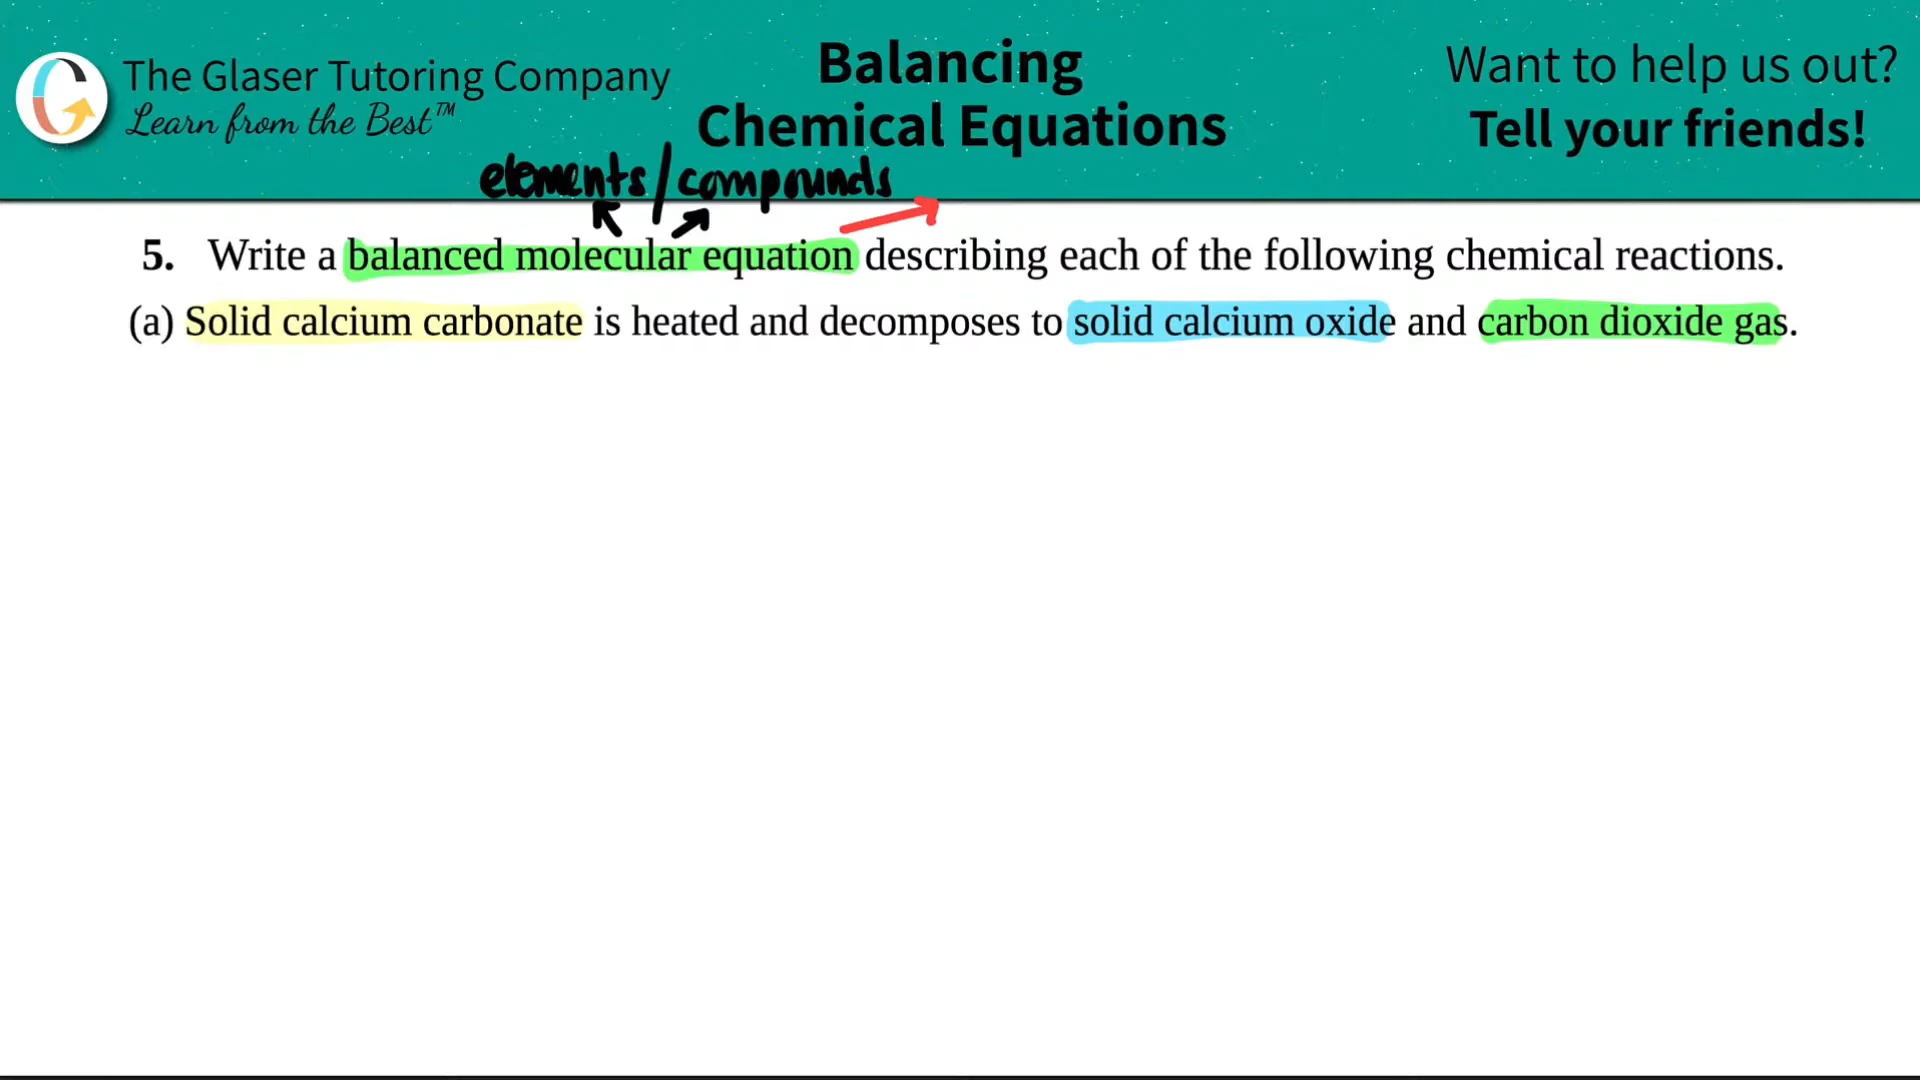 The Glaser Tutoring Company
Learn from the Best™
Balancing
Chemical Equations
Want to help us out?
Tell your friends!
elements/compounds
5. Write a balanced molecular equation describing each of the following chemical reactions.
(a) Solid calcium carbonate is heated and decomposes to solid calcium oxide and carbon dioxide gas.